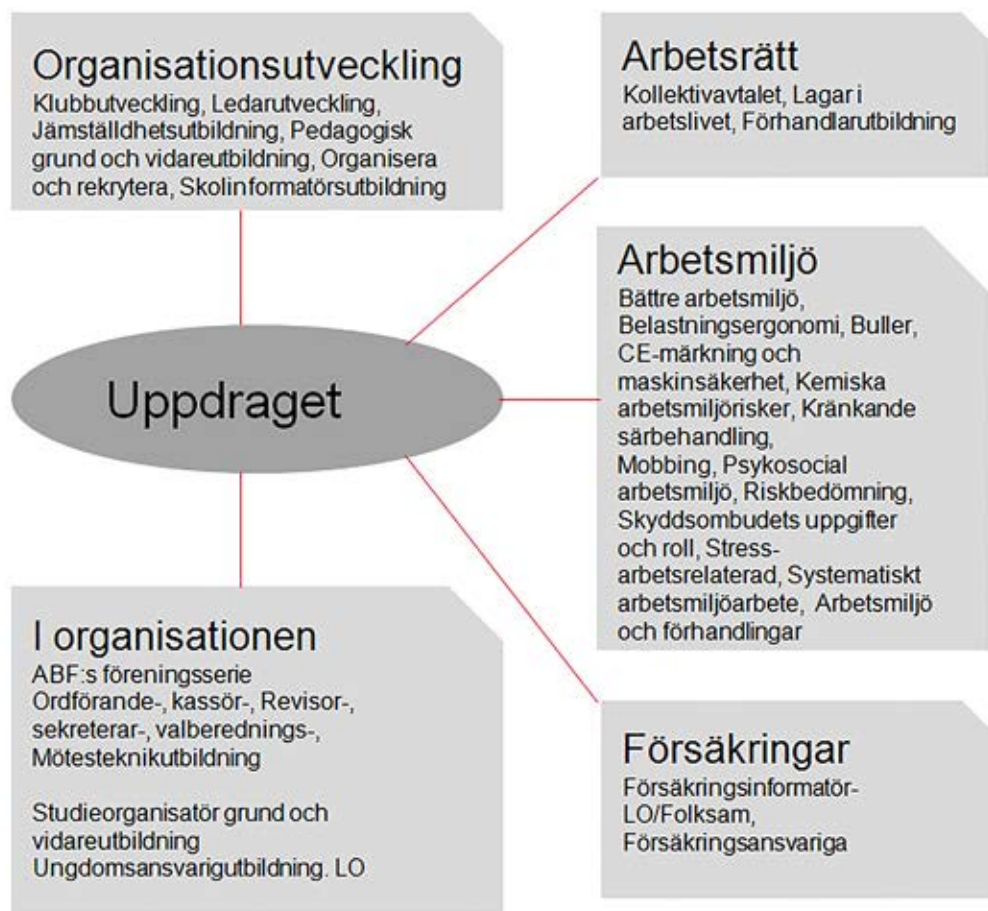 Organisationsutveckling
Klubbutveckling, Ledarutveckling,
Jämställdhetsutbildning, Pedagogisk
grund och vidareutbildning, Organisera
och rekrytera, Skolinformatörsutbildning
Arbetsrätt
Kollektivavtalet, Lagar i
arbetslivet, Förhandlarutbildning
Arbetsmiljö
Bättre arbetsmiljö,
Belastningsergonomi, Buller,
CE-märkning och
maskinsäkerhet, Kemiska
arbetsmiljörisker, Kränkande
särbehandling,
Mobbing, Psykosocial
arbetsmiljö, Riskbedömning,
Skyddsombudets uppgifter
och roll, Stress-
arbetsrelaterad, Systematiskt
arbetsmiljöarbete, Arbetsmiljö
och förhandlingar
Uppdraget
I organisationen
ABF:s föreningsserie
Ordförande-, kassör-, Revisor-,
sekreterar-, valberednings-,
Mötesteknikutbildning
Studieorganisatör grund och
vidareutbildning
Ungdomsansvarigutbildning. LO
Försäkringar
Försäkringsinformatör-
LO/Folksam,
Försäkringsansvariga